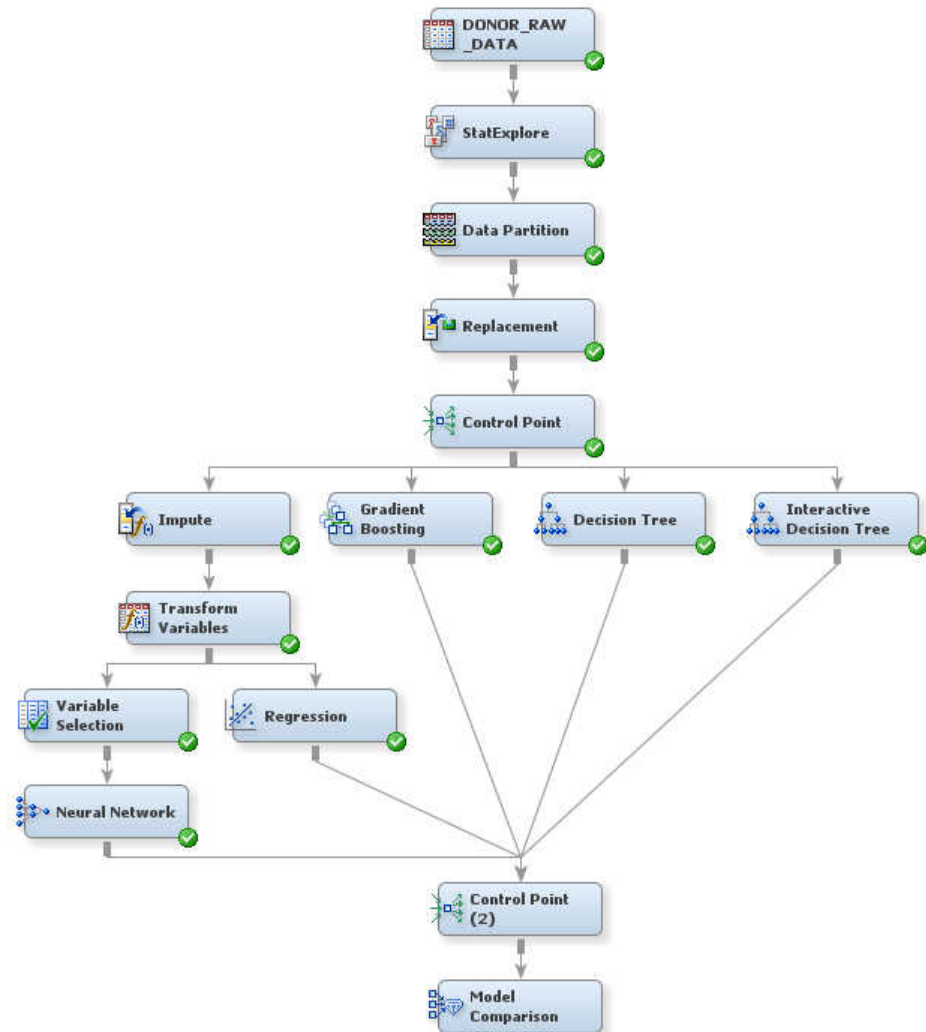 DONOR_RAW
_DATA
StatExplore
Data Partition
Replacement
Control Point
Impute
Gradient
Boosting
Decision Tree
Interactive
Decision Tree
Transform
Variables
Variable
Selection
Regression
Neural Network
Control Point
(2)
Model
Comparison